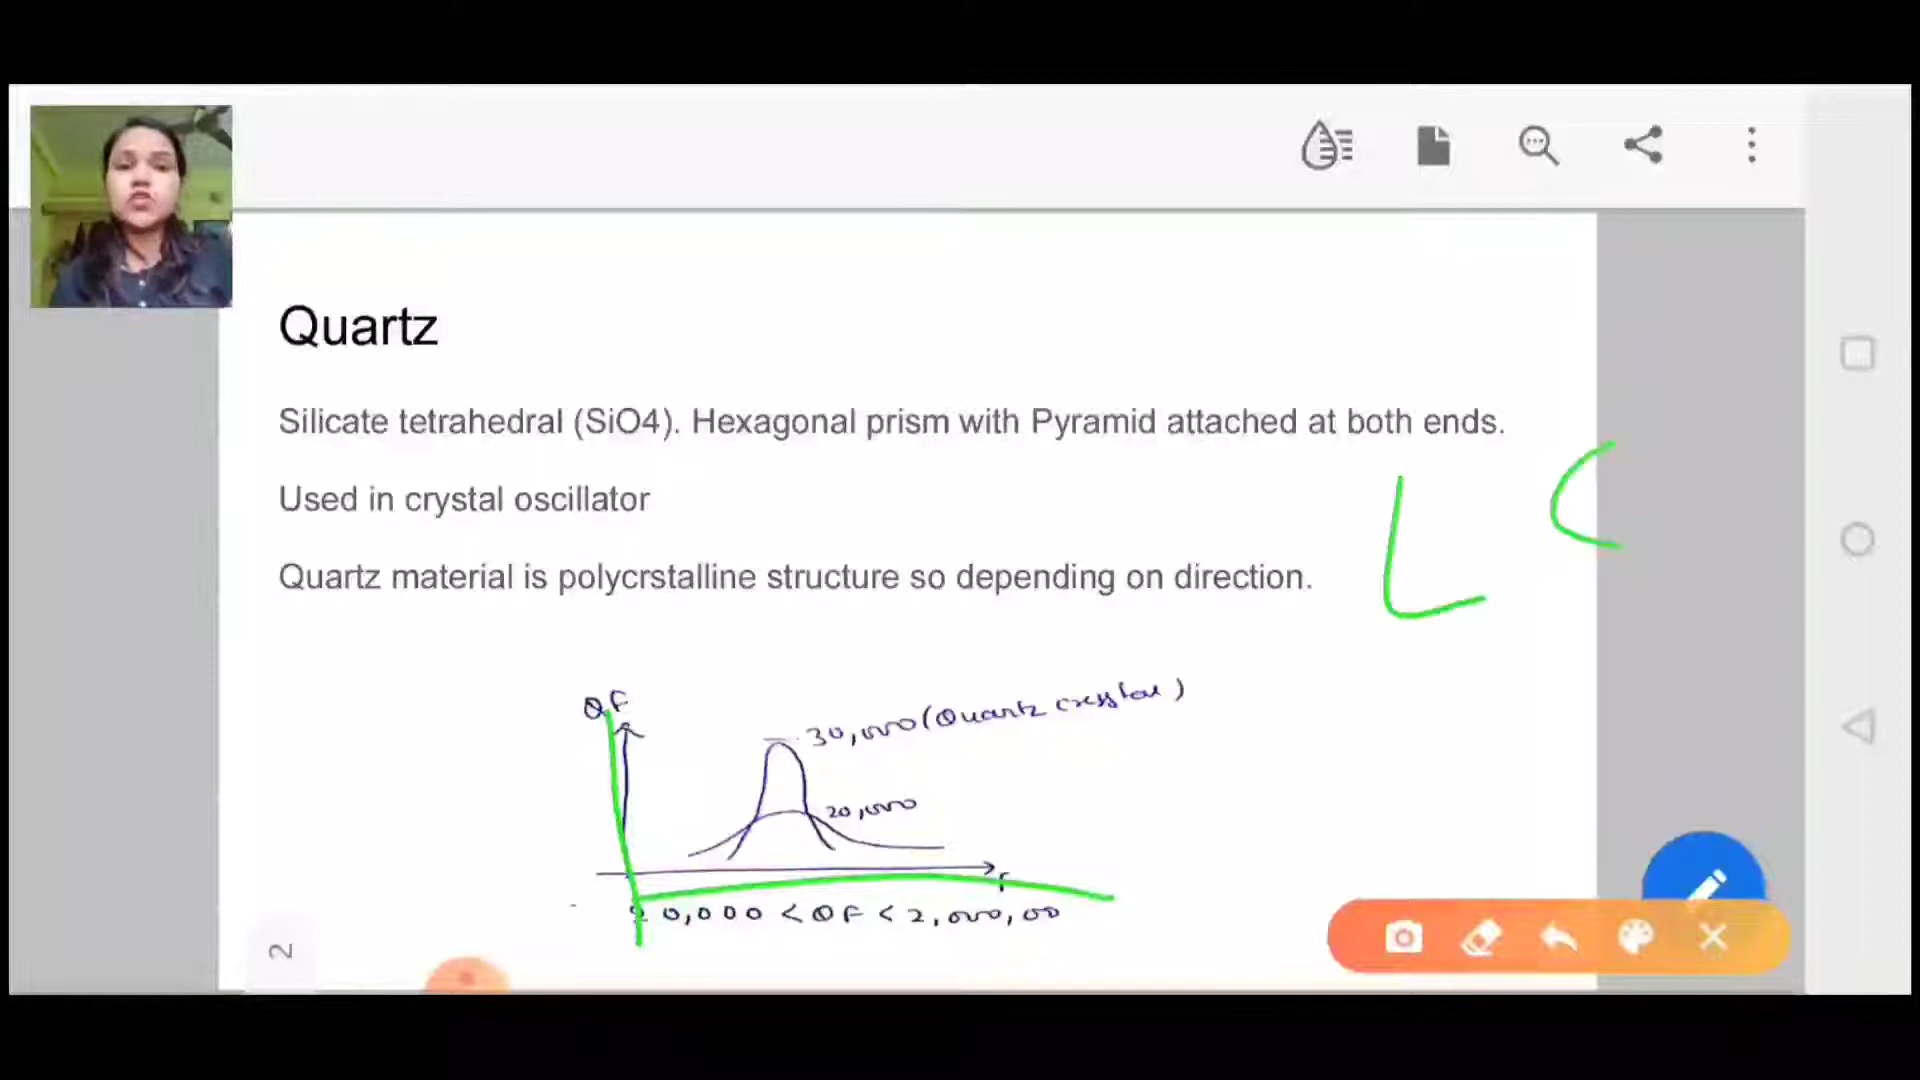 Quartz
Silicate tetrahedral (SiO4). Hexagonal prism with Pyramid attached at both ends.
Used in crystal oscillator
Quartz material is polycrstalline structure so depending on direction.
L C
QF
30,000 (Quartz crystal)
20,000
f
20,000 < QF < 2,000,00
2